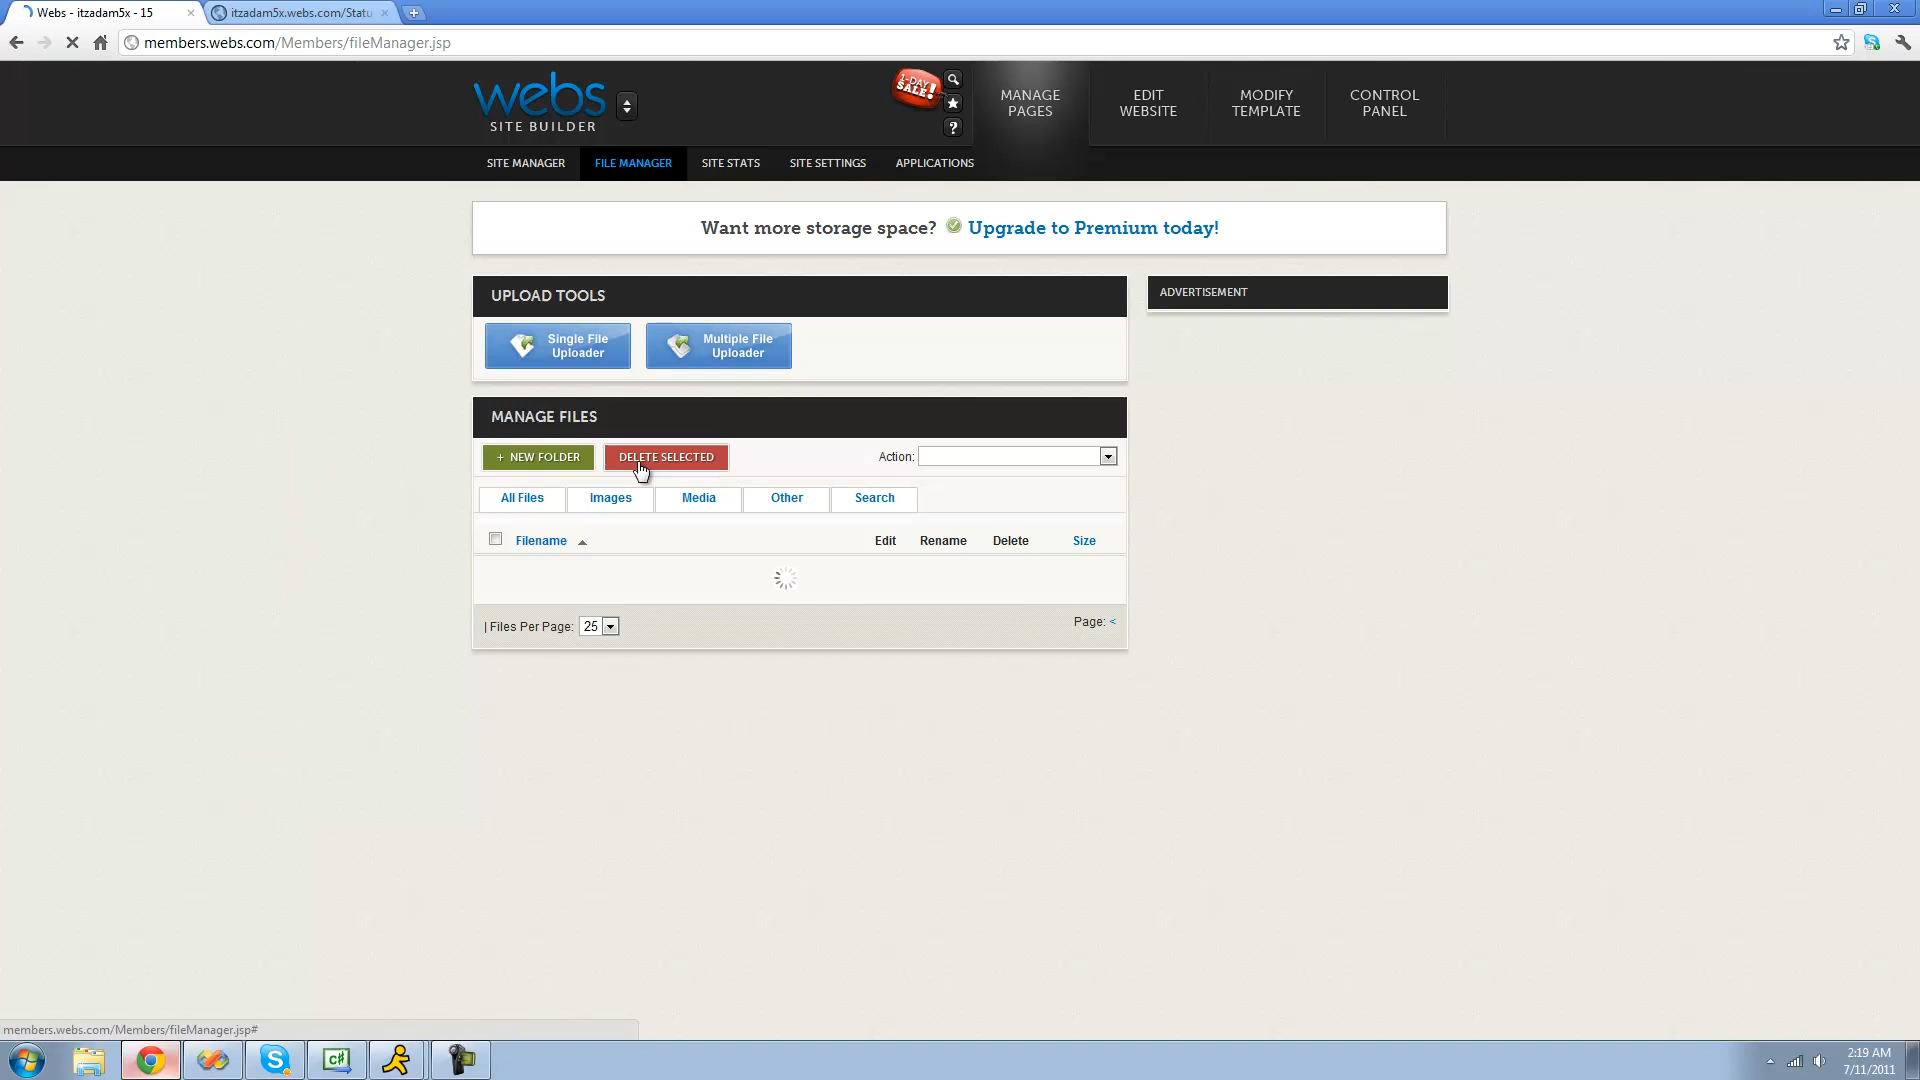 Webs - itzadam5x - 15
itzadam5x.webs.com/Statu
members.webs.com/Members/fileManager.jsp
webs
SITE BUILDER
1-DAY SALE!
?
MANAGE PAGES
EDIT WEBSITE
MODIFY TEMPLATE
CONTROL PANEL
SITE MANAGER
FILE MANAGER
SITE STATS
SITE SETTINGS
APPLICATIONS
Want more storage space? Upgrade to Premium today!
UPLOAD TOOLS
ADVERTISEMENT
Single File
Uploader
Multiple File
Uploader
MANAGE FILES
+ NEW FOLDER
DELETE SELECTED
Action:
All Files
Images
Media
Other
Search
Filename
Edit
Rename
Delete
Size
| Files Per Page: 25
Page: <
members.webs.com/Members/fileManager.jsp#
C#
2:19 AM
7/11/2011